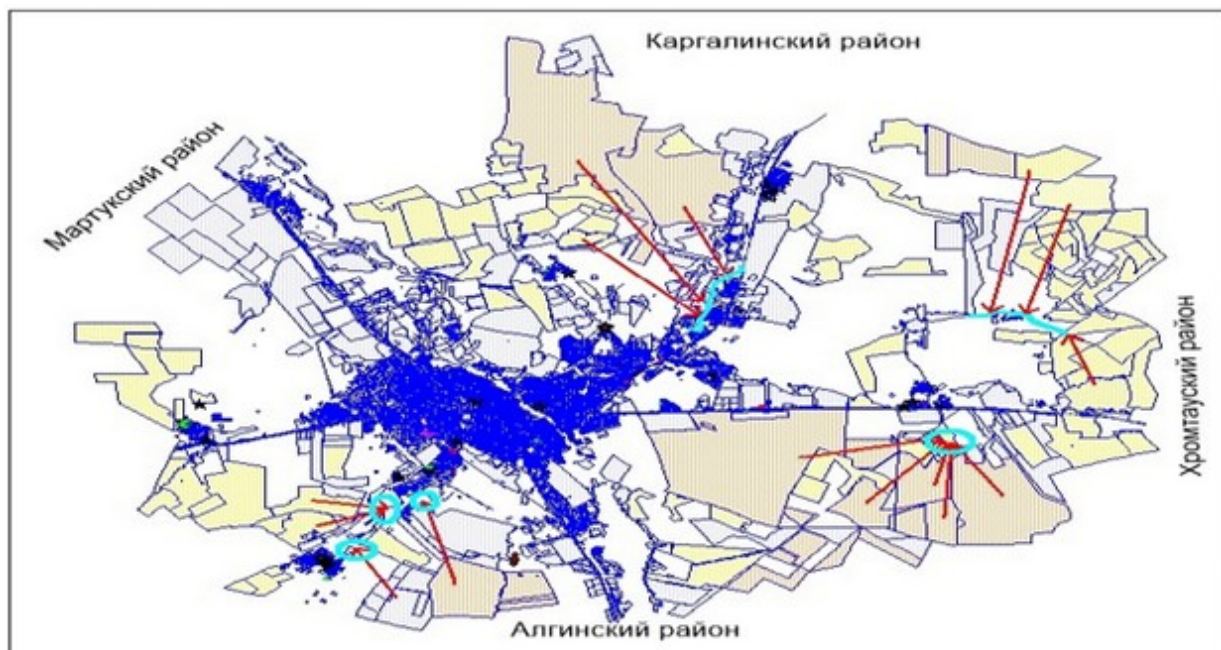 Каргалинский район
Мартукский район
Хромтауский район
Алгинский район